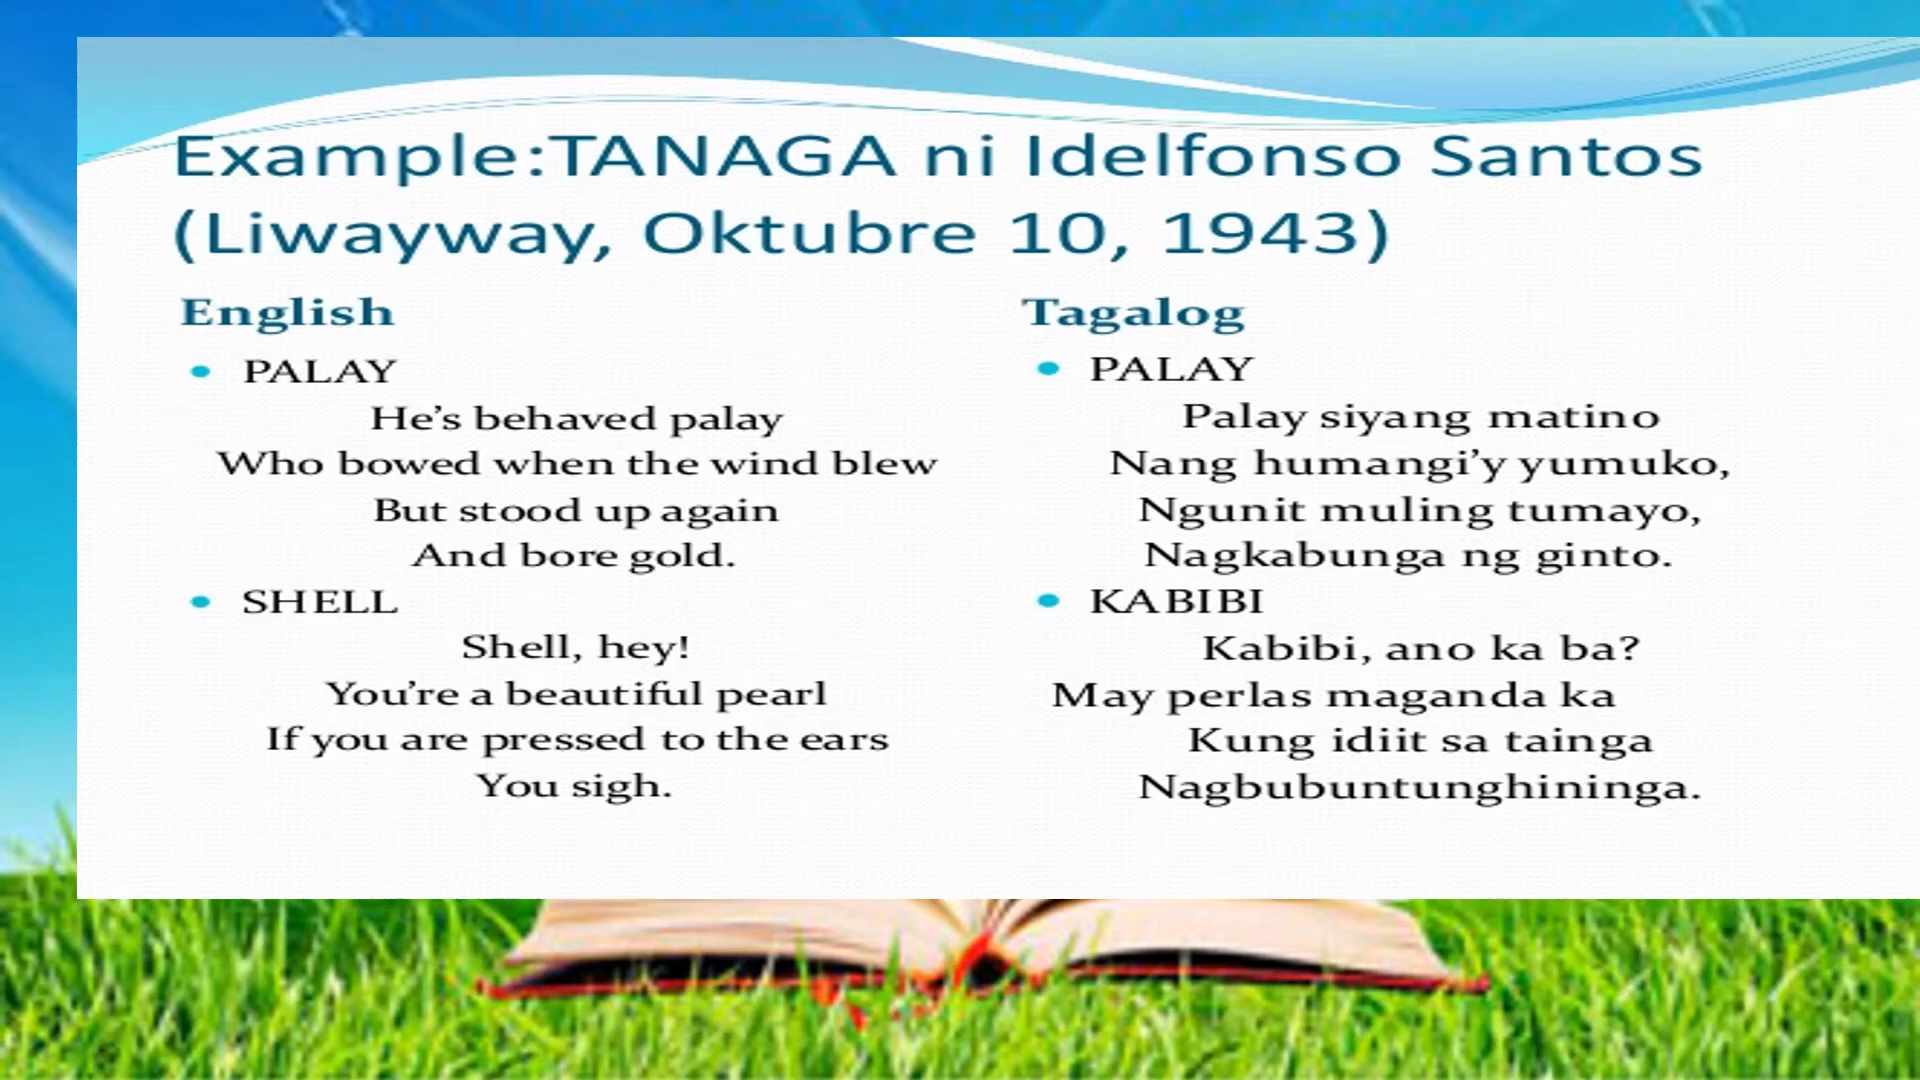 Example:TANAGA ni Idelfonso Santos
(Liwayway, Oktubre 10, 1943)
English
• PALAY
He's behaved palay
Who bowed when the wind blew
But stood up again
And bore gold.
• SHELL
Shell, hey!
You're a beautiful pearl
If you are pressed to the ears
You sigh.
Tagalog
• PALAY
Palay siyang matino
Nang humangi'y yumuko,
Ngunit muling tumayo,
Nagkabunga ng ginto.
• KABIBI
Kabibi, ano ka ba?
May perlas maganda ka
Kung idiit sa tainga
Nagbubuntunghininga.